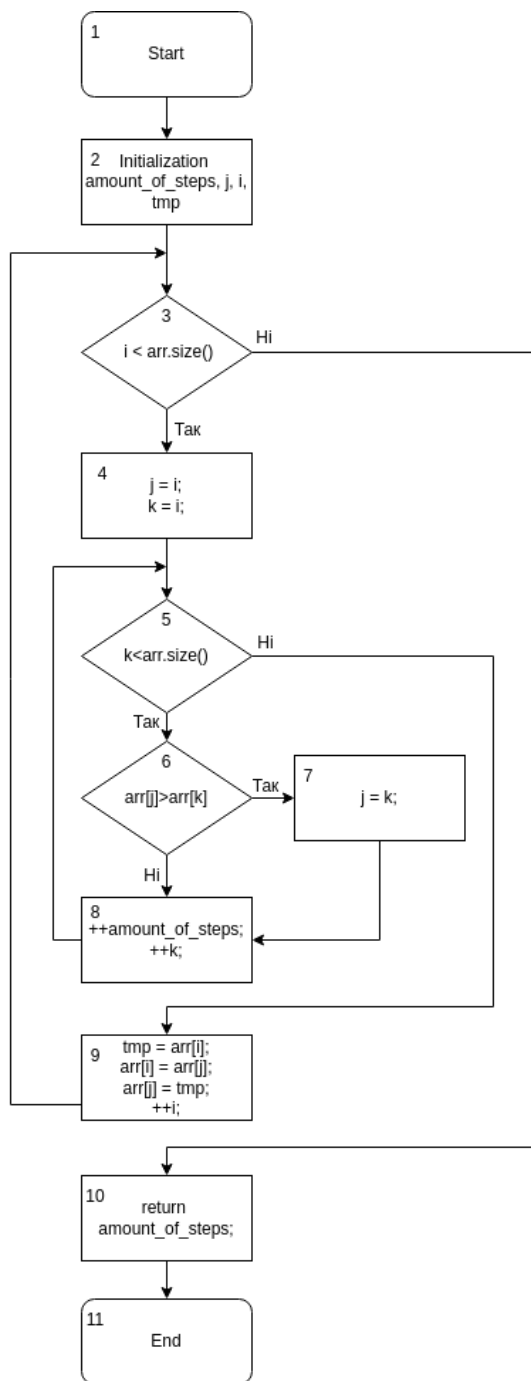 1
Start
2 Initialization
amount_of_steps, j, i,
tmp
3
i < arr.size()
Ні
Так
4
j = i;
k = i;
5
k<arr.size()
Ні
Так
6
arr[j]>arr[k]
Так
7
j = k;
Ні
8
++amount_of_steps;
++k;
9
tmp = arr[i];
arr[i] = arr[j];
arr[j] = tmp;
++i;
10
return
amount_of_steps;
11
End